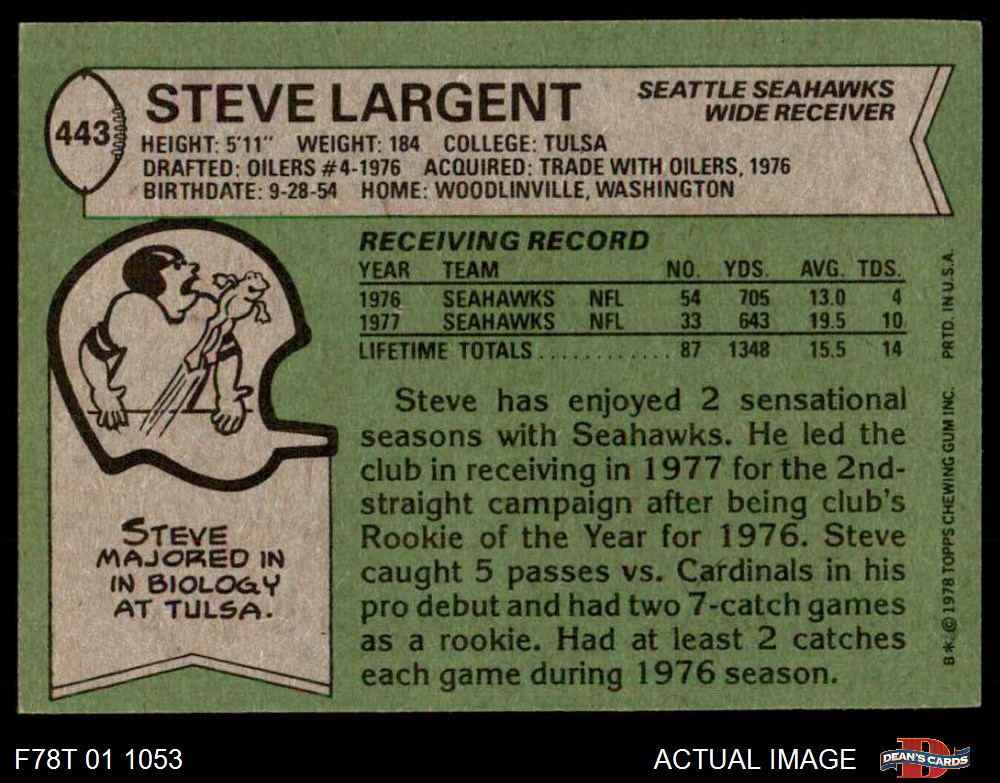 443
STEVE LARGENT
SEATTLE SEAHAWKS
WIDE RECEIVER
HEIGHT: 5'11" WEIGHT: 184 COLLEGE: TULSA
DRAFTED: OILERS #4-1976 ACQUIRED: TRADE WITH OILERS, 1976
BIRTHDATE: 9-28-54 HOME: WOODLINVILLE, WASHINGTON
RECEIVING RECORD
YEAR TEAM NO. YDS. AVG. TDS.
1976 SEAHAWKS NFL 54 705 13.0 4
1977 SEAHAWKS NFL 33 643 19.5 10
LIFETIME TOTALS............ 87 1348 15.5 14
Steve has enjoyed 2 sensational
seasons with Seahawks. He led the
club in receiving in 1977 for the 2nd-
straight campaign after being club's
Rookie of the Year for 1976. Steve
caught 5 passes vs. Cardinals in his
pro debut and had two 7-catch games
as a rookie. Had at least 2 catches
each game during 1976 season.
STEVE
MAJORED IN
IN BIOLOGY
AT TULSA.
B*© 1978 TOPPS CHEWING GUM INC. PRTD. IN U.S.A.
F78T 01 1053
ACTUAL IMAGE
D
DEAN'S CARDS